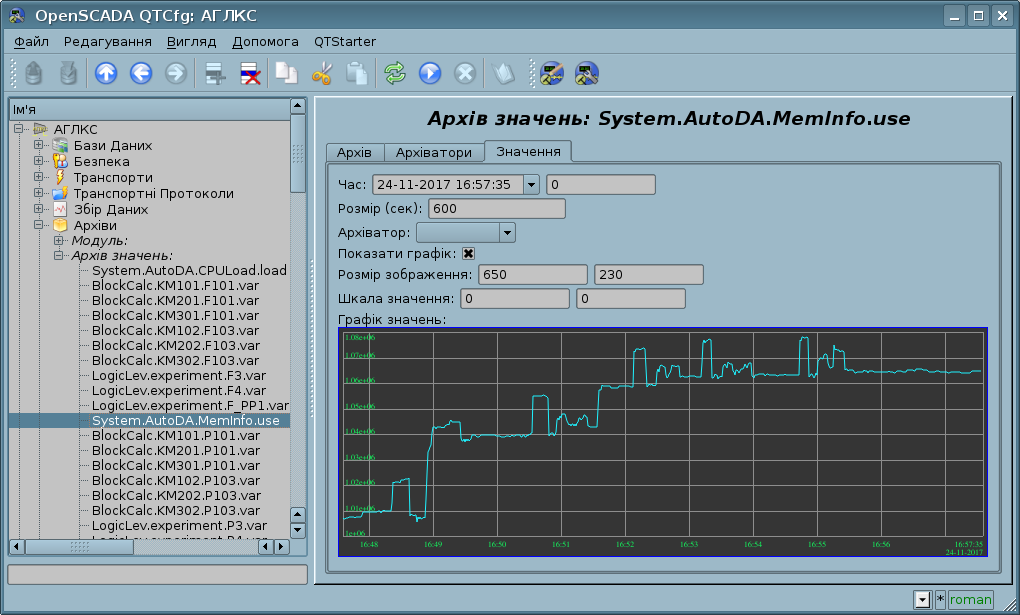 OpenSCADA QTCfg: АГЛКС
Файл Редагування Вигляд Допомога QTStarter
Ім'я
АГЛКС
Бази Даних
Безпека
Транспорти
Транспортні Протоколи
Збір Даних
Архіви
Модуль:
Архів значень:
System.AutoDA.CPULoad.load
BlockCalc.KM101.F101.var
BlockCalc.KM201.F101.var
BlockCalc.KM301.F101.var
BlockCalc.KM102.F103.var
BlockCalc.KM202.F103.var
BlockCalc.KM302.F103.var
LogicLev.experiment.F3.var
LogicLev.experiment.F4.var
LogicLev.experiment.F_PP1.var
System.AutoDA.MemInfo.use
BlockCalc.KM101.P101.var
BlockCalc.KM201.P101.var
BlockCalc.KM301.P101.var
BlockCalc.KM102.P103.var
BlockCalc.KM202.P103.var
BlockCalc.KM302.P103.var
LogicLev.experiment.P3.var
Архів значень: System.AutoDA.MemInfo.use
Архів Архіватори Значення
Час: 24-11-2017 16:57:35 0
Розмір (сек): 600
Архіватор:
Показати графік:
Розмір зображення: 650 230
Шкала значення: 0 0
Графік значень:
1.08e+06
1.07e+06
1.06e+06
1.05e+06
1.04e+06
1.03e+06
1.02e+06
1.01e+06
1e+06
16:48 16:49 16:50 16:51 16:52 16:53 16:54 16:55 16:56 16:57:35
24-11-2017
* roman